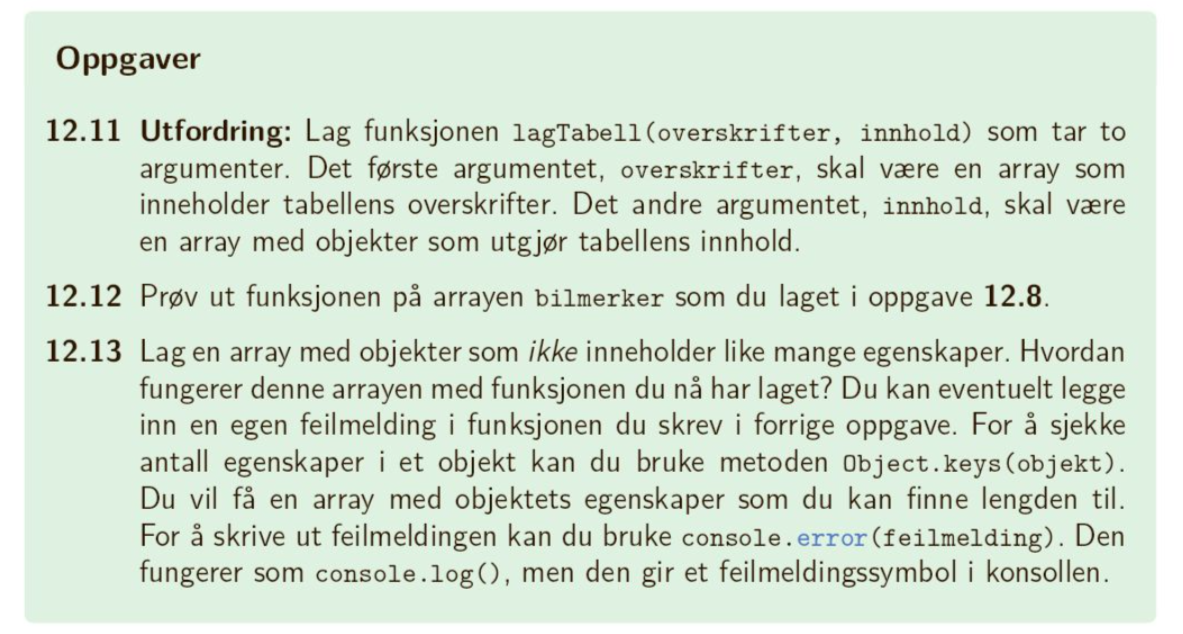 Oppgaver
12.11 Utfordring: Lag funksjonen lagTabell(overskrifter, innhold) som tar to
argumenter. Det første argumentet, overskrifter, skal være en array som
inneholder tabellens overskrifter. Det andre argumentet, innhold, skal være
en array med objekter som utgjør tabellens innhold.
12.12 Prøv ut funksjonen på arrayen bilmerker som du laget i oppgave 12.8.
12.13 Lag en array med objekter som ikke inneholder like mange egenskaper. Hvordan
fungerer denne arrayen med funksjonen du nå har laget? Du kan eventuelt legge
inn en egen feilmelding i funksjonen du skrev i forrige oppgave. For å sjekke
antall egenskaper i et objekt kan du bruke metoden Object.keys(objekt).
Du vil få en array med objektets egenskaper som du kan finne lengden til.
For å skrive ut feilmeldingen kan du bruke console.error(feilmelding). Den
fungerer som console.log(), men den gir et feilmeldingssymbol i konsollen.